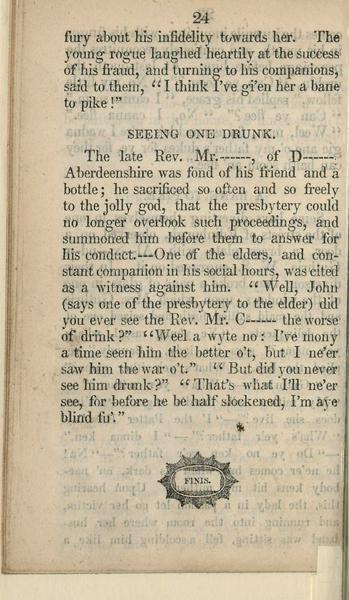 24
fury about his infidelity towards her. The
young rogue laughed heartily at the success
of his fraud, and turning to his companions,
said to them, “I think I've gi'en her a bane
to pike!”
SEEING ONE DRUNK.
The late Rev. Mr.------, of D------
Aberdeenshire was fond of his friend and a
bottle; he sacrificed so often and so freely
to the jolly god, that the presbytery could
no longer overlook such proceedings, and
summoned him before them to answer for
his conduct.---One of the elders, and con-
stant companion in his social hours, was cited
as a witness against him. “Well, John
(says one of the presbytery to the elder) did
you ever see the Rev. Mr. C------ the worse
of drink?” “Weel a wyte no: I've mony
a time seen him the better o't, but I ne'er
saw him the war o't.” “But did you never
see him drunk?” “That's what I'll ne'er
see, for before he be half slockened, I'm aye
blind fu'.”
FINIS.